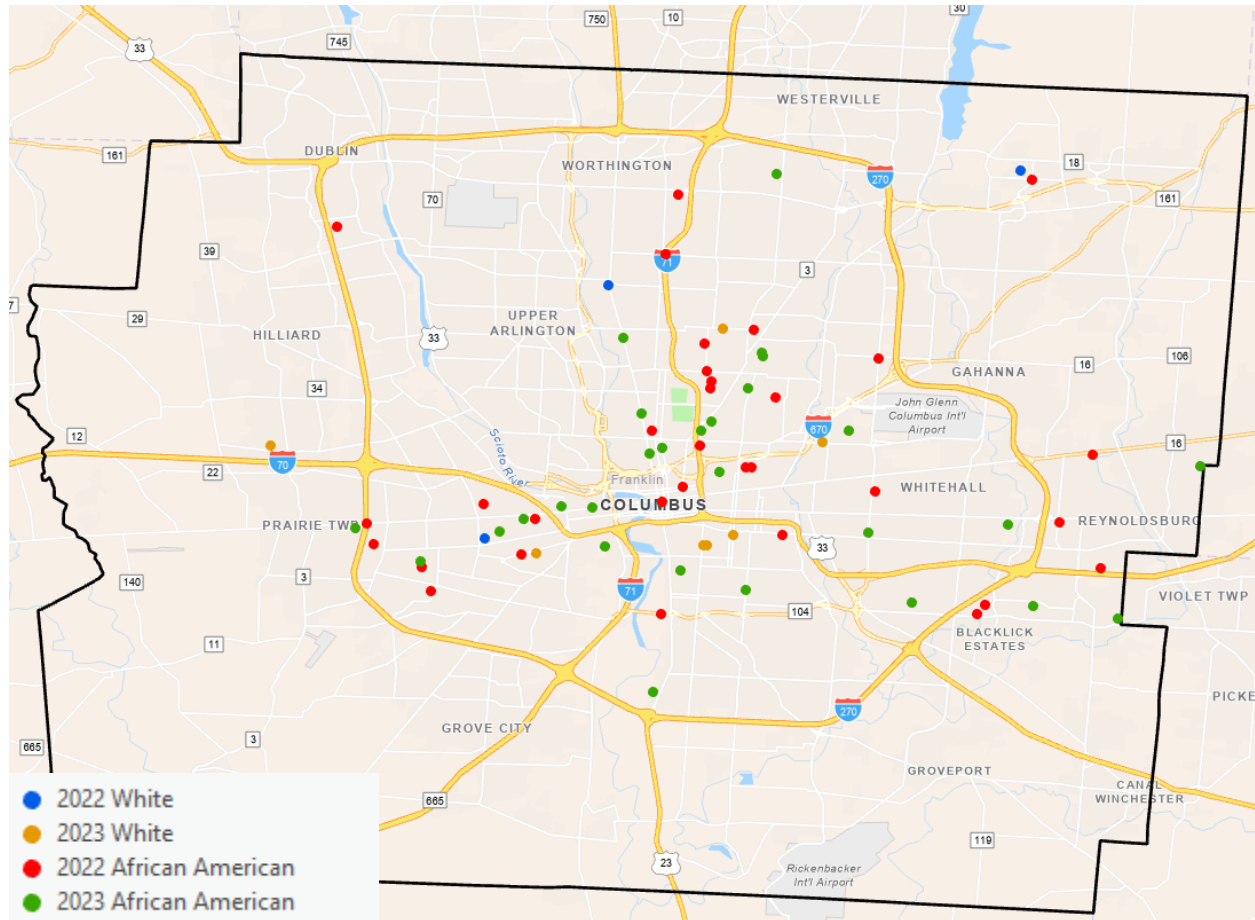 750
10
30
33
745
WESTERVILLE
161
DUBLIN
WORTHINGTON
18
270
70
161
39
3
71
7
29
UPPER
ARLINGTON
HILLIARD
33
106
16
GAHANNA
34
John Glenn
Columbus Int'l
Airport
670
12
Scioto River
16
70
22
Franklin
WHITEHALL
COLUMBUS
PRAIRIE TWP
REYNOLDSBURG
33
3
140
71
104
VIOLET TWP
BLACKLICK
ESTATES
11
PICKE
270
GROVE CITY
3
665
GROVEPORT
CANAL
WINCHESTER
665
119
23
Rickenbacker
Int'l Airport
2022 White
2023 White
2022 African American
2023 African American